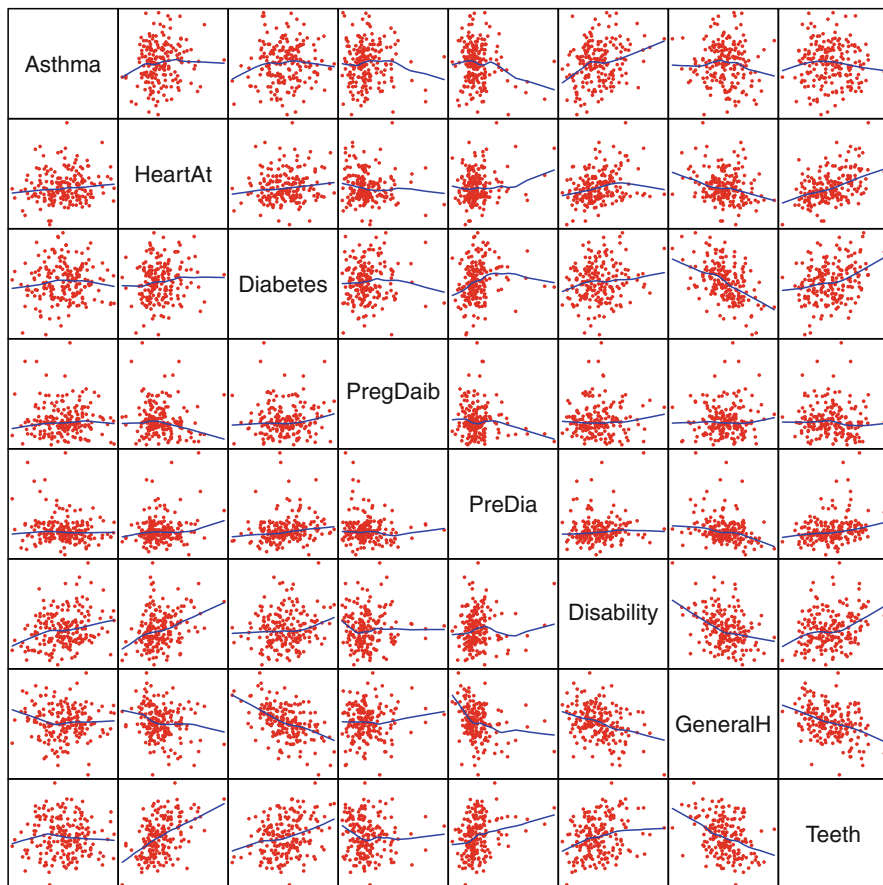 Asthma
HeartAt
Diabetes
PregDaib
PreDia
Disability
GeneralH
Teeth